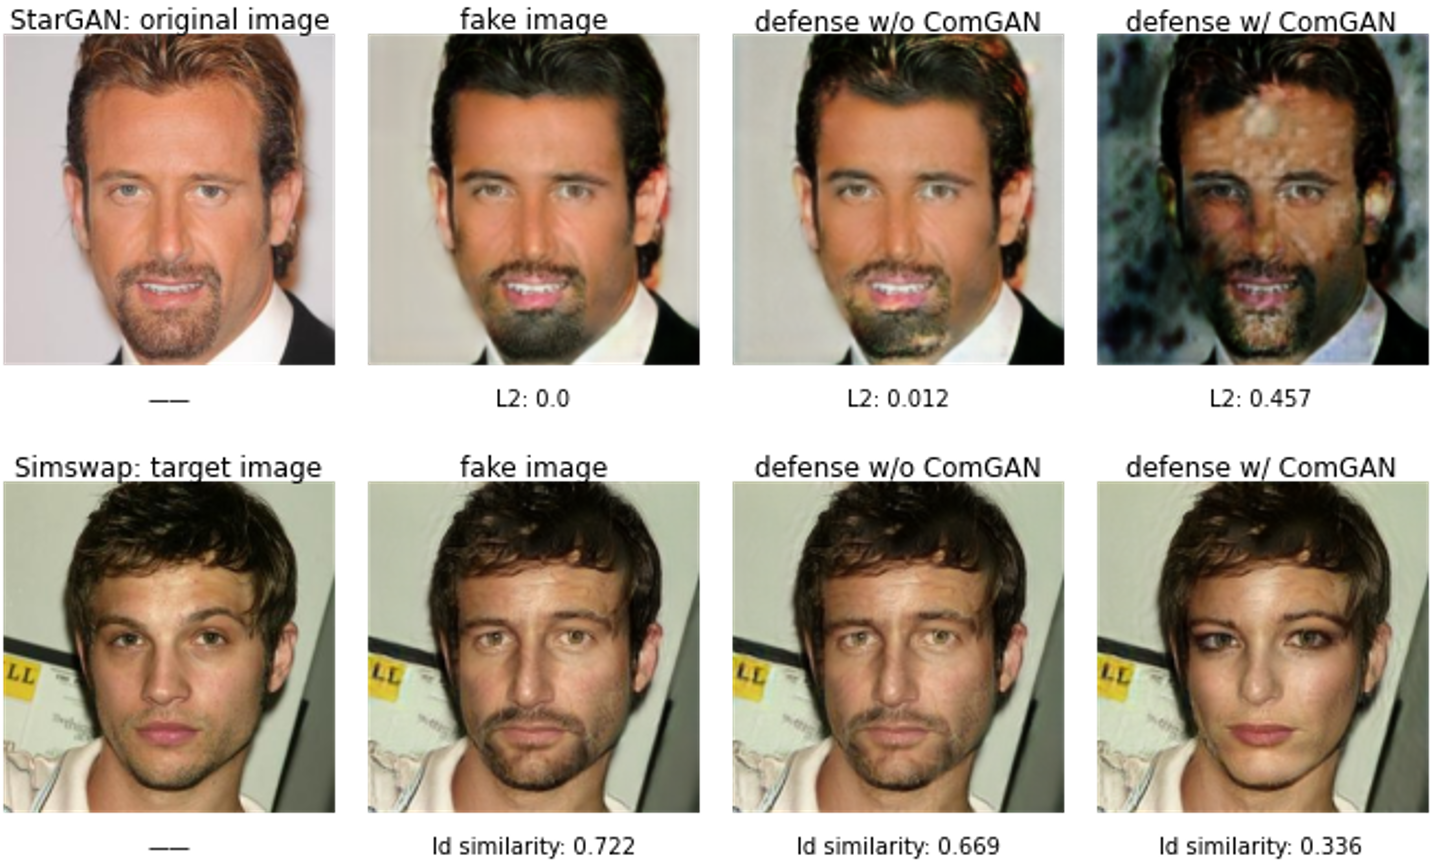 StarGAN: original image
fake image
defense w/o ComGAN
defense w/ ComGAN
——
L2: 0.0
L2: 0.012
L2: 0.457
Simswap: target image
fake image
defense w/o ComGAN
defense w/ ComGAN
LL
LL
LL
LL
——
Id similarity: 0.722
Id similarity: 0.669
Id similarity: 0.336